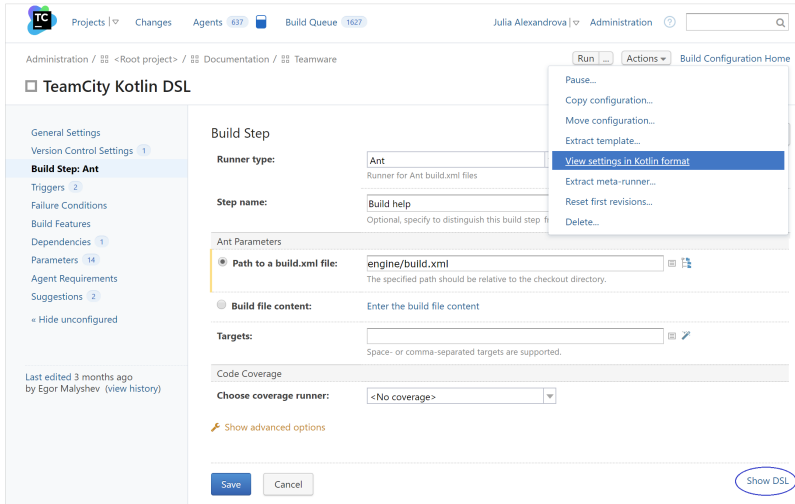 TC
Projects Changes Agents 637 Build Queue 1627 Julia Alexandrova Administration ?
Administration / <Root project> / Documentation / Teamware Run ... Actions Build Configuration Home
TeamCity Kotlin DSL
Pause...
Copy configuration...
Move configuration...
Extract template...
View settings in Kotlin format
Extract meta-runner...
Reset first revisions...
Delete...
General Settings
Version Control Settings 1
Build Step: Ant
Triggers 2
Failure Conditions
Build Features
Dependencies 1
Parameters 14
Agent Requirements
Suggestions 2
« Hide unconfigured
Last edited 3 months ago
by Egor Malyshev (view history)
Build Step
Runner type: Ant
Runner for Ant build.xml files
Step name: Build help
Optional, specify to distinguish this build step
Ant Parameters
Path to a build.xml file: engine/build.xml
The specified path should be relative to the checkout directory.
Build file content: Enter the build file content
Targets:
Space- or comma-separated targets are supported.
Code Coverage
Choose coverage runner: <No coverage>
Show advanced options
Save Cancel Show DSL